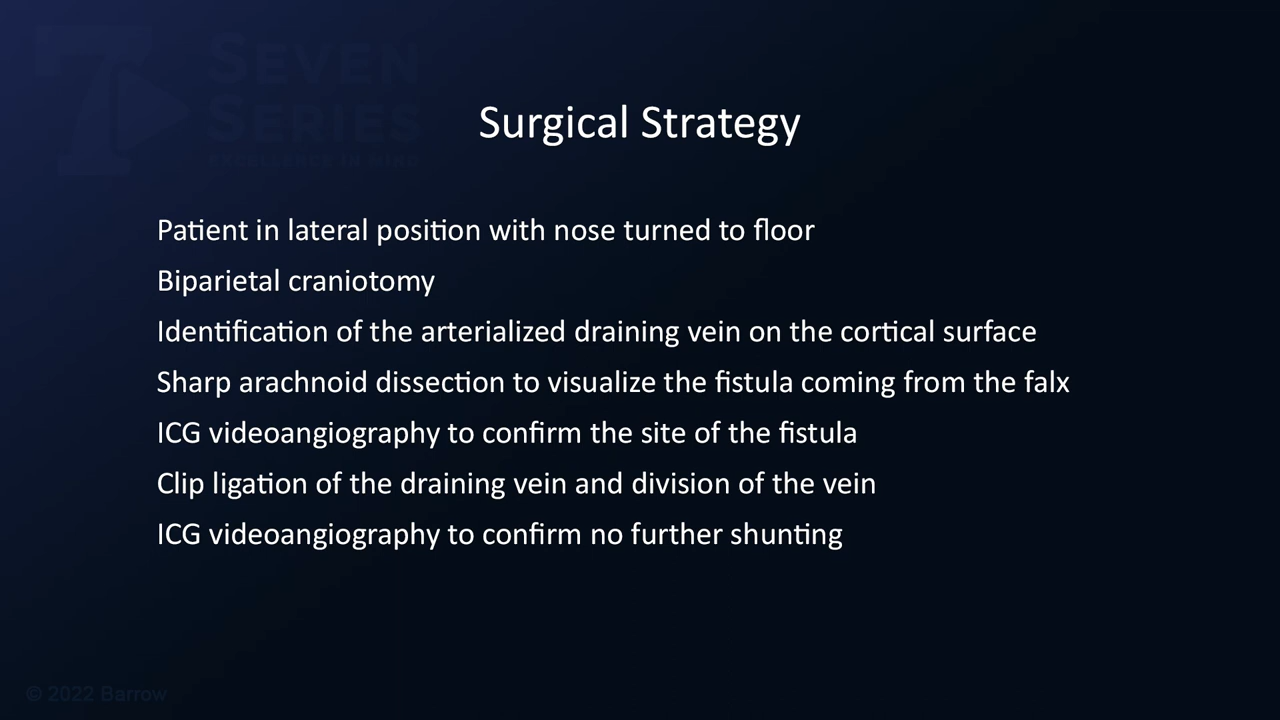 SEVEN
SERIES
EXCELLENCE IN MIND
Surgical Strategy
Patient in lateral position with nose turned to floor
Biparietal craniotomy
Identification of the arterialized draining vein on the cortical surface
Sharp arachnoid dissection to visualize the fistula coming from the falx
ICG videoangiography to confirm the site of the fistula
Clip ligation of the draining vein and division of the vein
ICG videoangiography to confirm no further shunting
© 2022 Barrow